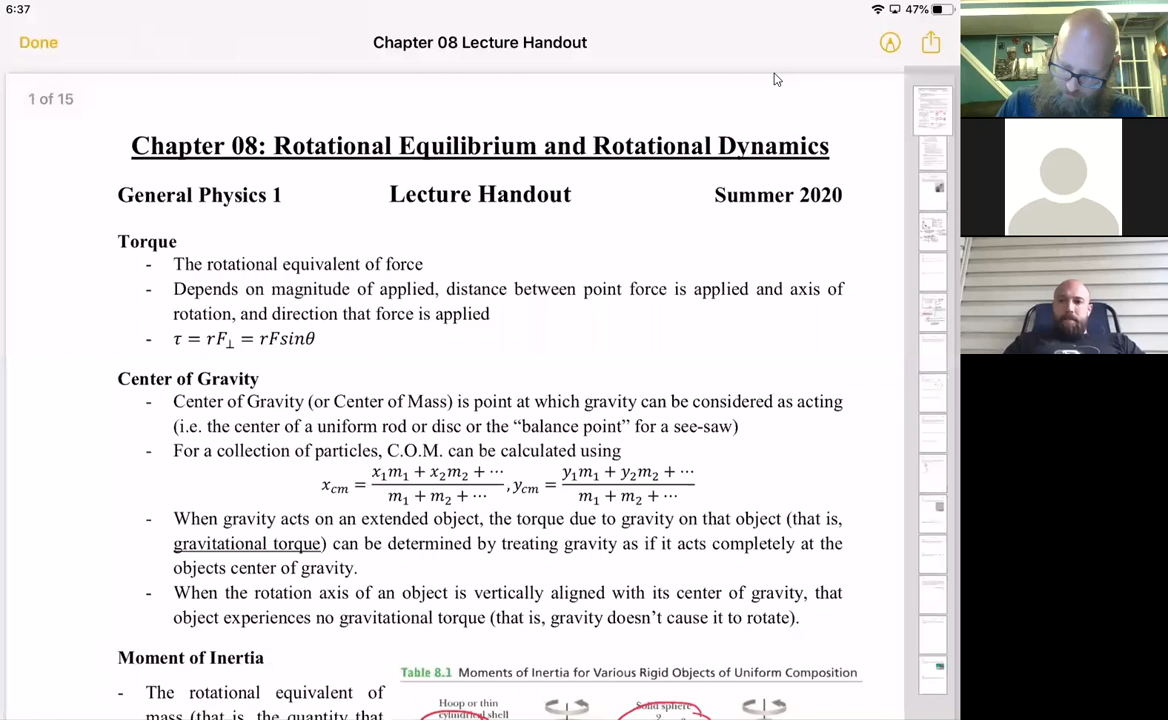 6:37
47%
Done
Chapter 08 Lecture Handout
1 of 15
Chapter 08: Rotational Equilibrium and Rotational Dynamics
General Physics 1 Lecture Handout Summer 2020
Torque
- The rotational equivalent of force
- Depends on magnitude of applied, distance between point force is applied and axis of
rotation, and direction that force is applied
- τ = rF⊥ = rFsinθ
Center of Gravity
- Center of Gravity (or Center of Mass) is point at which gravity can be considered as acting
(i.e. the center of a uniform rod or disc or the “balance point” for a see-saw)
- For a collection of particles, C.O.M. can be calculated using
x_cm = (x₁m₁ + x₂m₂ + ⋯)/(m₁ + m₂ + ⋯), y_cm = (y₁m₁ + y₂m₂ + ⋯)/(m₁ + m₂ + ⋯)
- When gravity acts on an extended object, the torque due to gravity on that object (that is,
gravitational torque) can be determined by treating gravity as if it acts completely at the
objects center of gravity.
- When the rotation axis of an object is vertically aligned with its center of gravity, that
object experiences no gravitational torque (that is, gravity doesn’t cause it to rotate).
Moment of Inertia
- The rotational equivalent of
mass (that is, the quantity that
Table 8.1 Moments of Inertia for Various Rigid Objects of Uniform Composition
Hoop or thin
cylindrical shell
Solid sphere